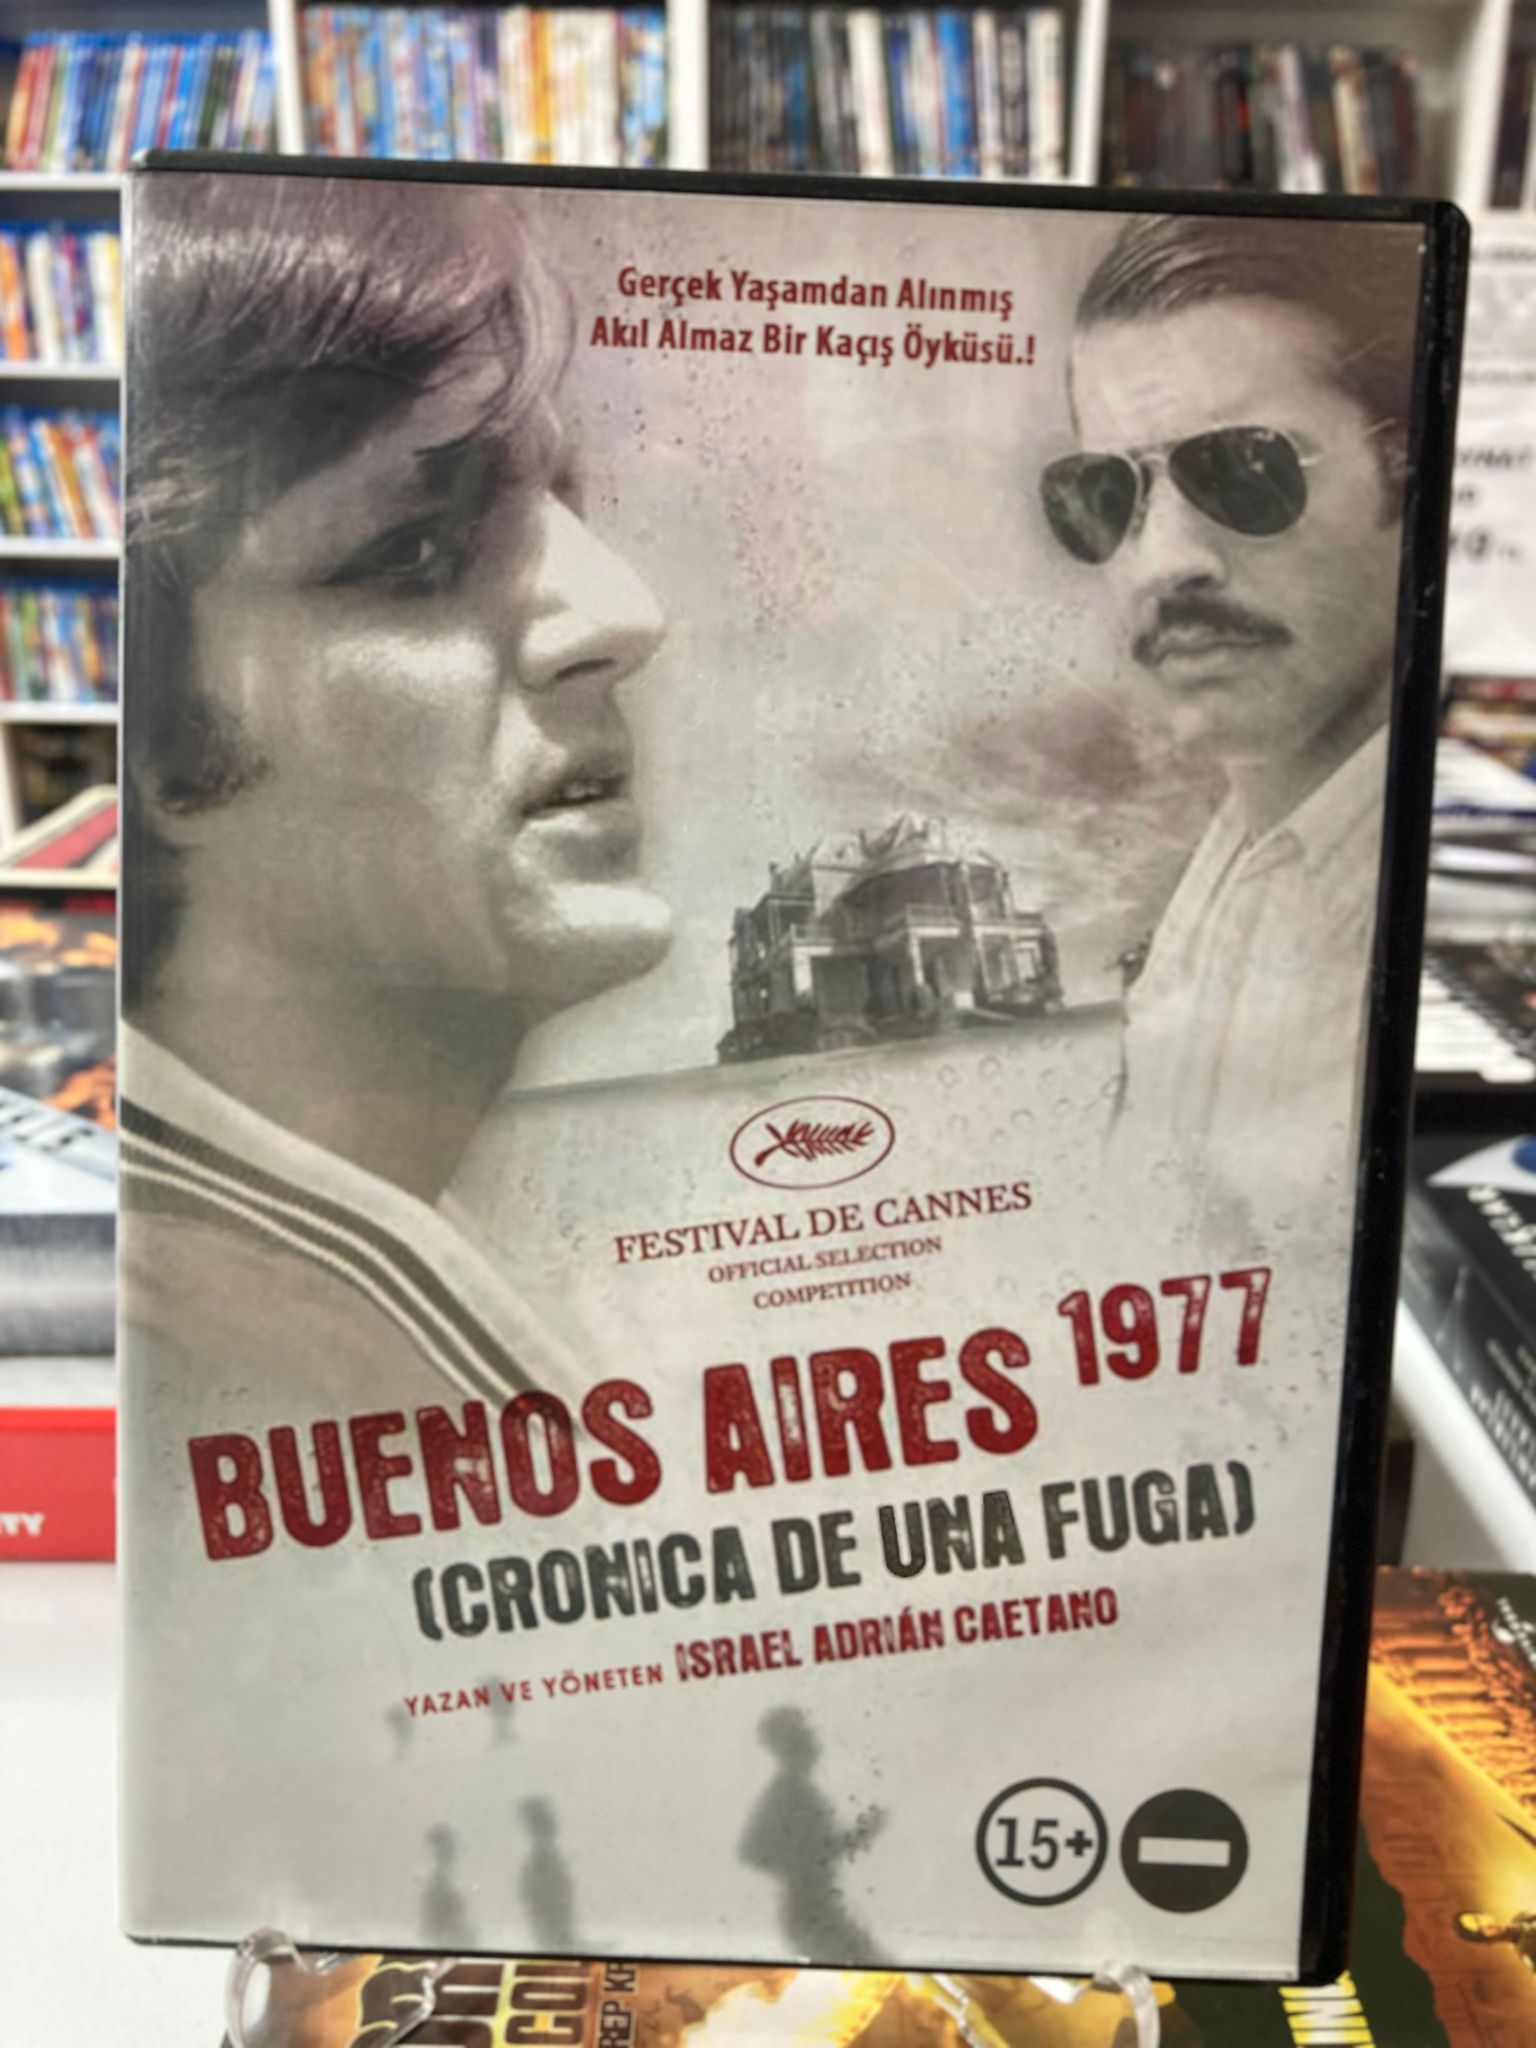 Gerçek Yaşamdan Alınmış
Akıl Almaz Bir Kaçış Öyküsü.!
FESTIVAL DE CANNES
OFFICIAL SELECTION
COMPETITION
BUENOS AIRES 1977
(CRONICA DE UNA FUGA)
YAZAN VE YÖNETEN ISRAEL ADRIÁN CAETANO
15+